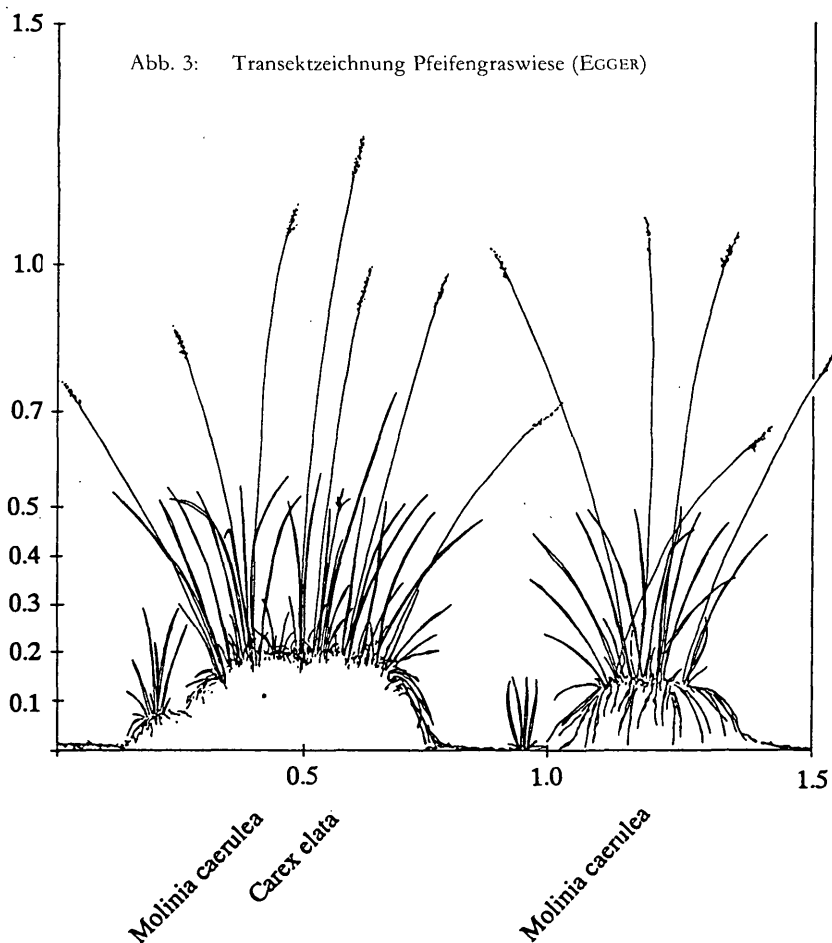 1.5
Abb. 3: Transektzeichnung Pfeifengraswiese (EGGER)
1.0
0.7
0.5
0.4
0.3
0.2
0.1
0.5 1.0 1.5
Molinia caerulea
Carex elata
Molinia caerulea